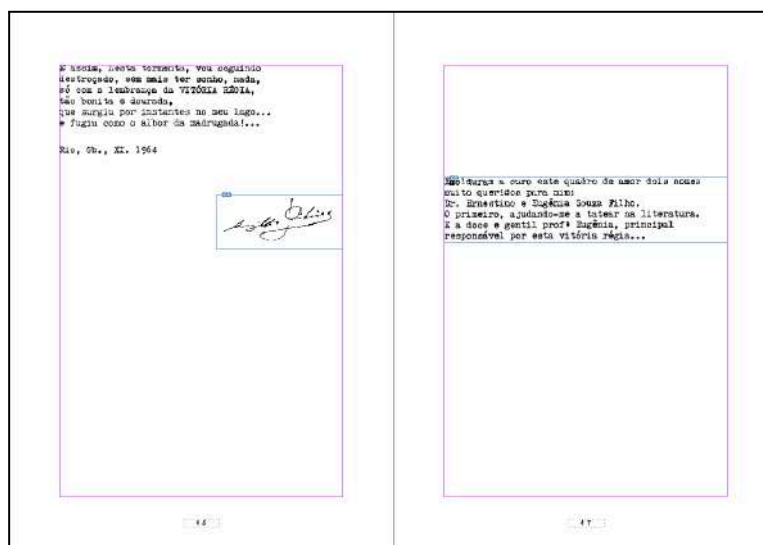 E assim, nesta tormenta, vou seguindo
destroçado, sem mais ter sonho, nada,
só com a lembrança da VITÓRIA RÉGIA,
tão bonita e dourada,
que surgiu por instantes no meu lago...
e fugiu como o albor da madrugada!...
Rio, Gb., XI. 1964
46
Emolduram a ouro este quadro de amor dois nomes
muito queridos para mim:
Dr. Ernestino e Eugênia Souza Filho.
O primeiro, ajudando-me a tatear na literatura.
E a doce e gentil profª Eugênia, principal
responsável por esta vitória régia...
47